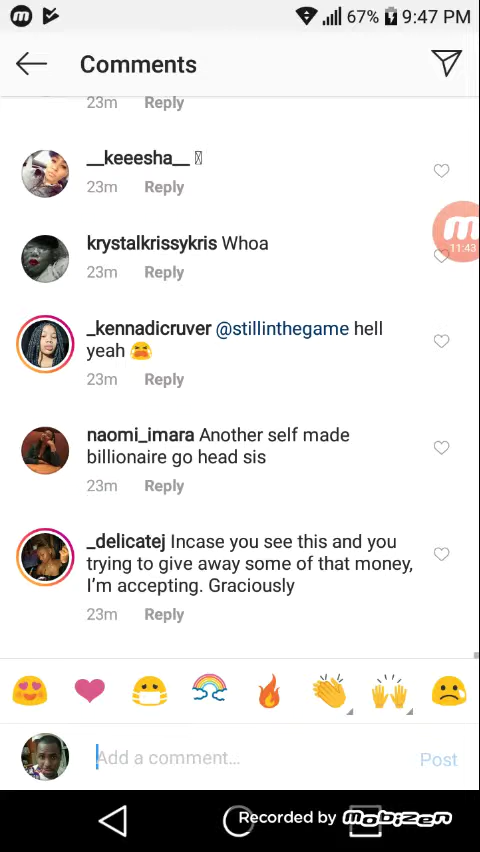 67% 9:47 PM
Comments
23m Reply
__keeesha__
23m Reply
11:43
krystalkrissykris Whoa
23m Reply
_kennadicruver @stillinthegame hell
yeah 😫
23m Reply
naomi_imara Another self made
billionaire go head sis
23m Reply
_delicatej Incase you see this and you
trying to give away some of that money,
I'm accepting. Graciously
23m Reply
Add a comment... Post
Recorded by Mobizen